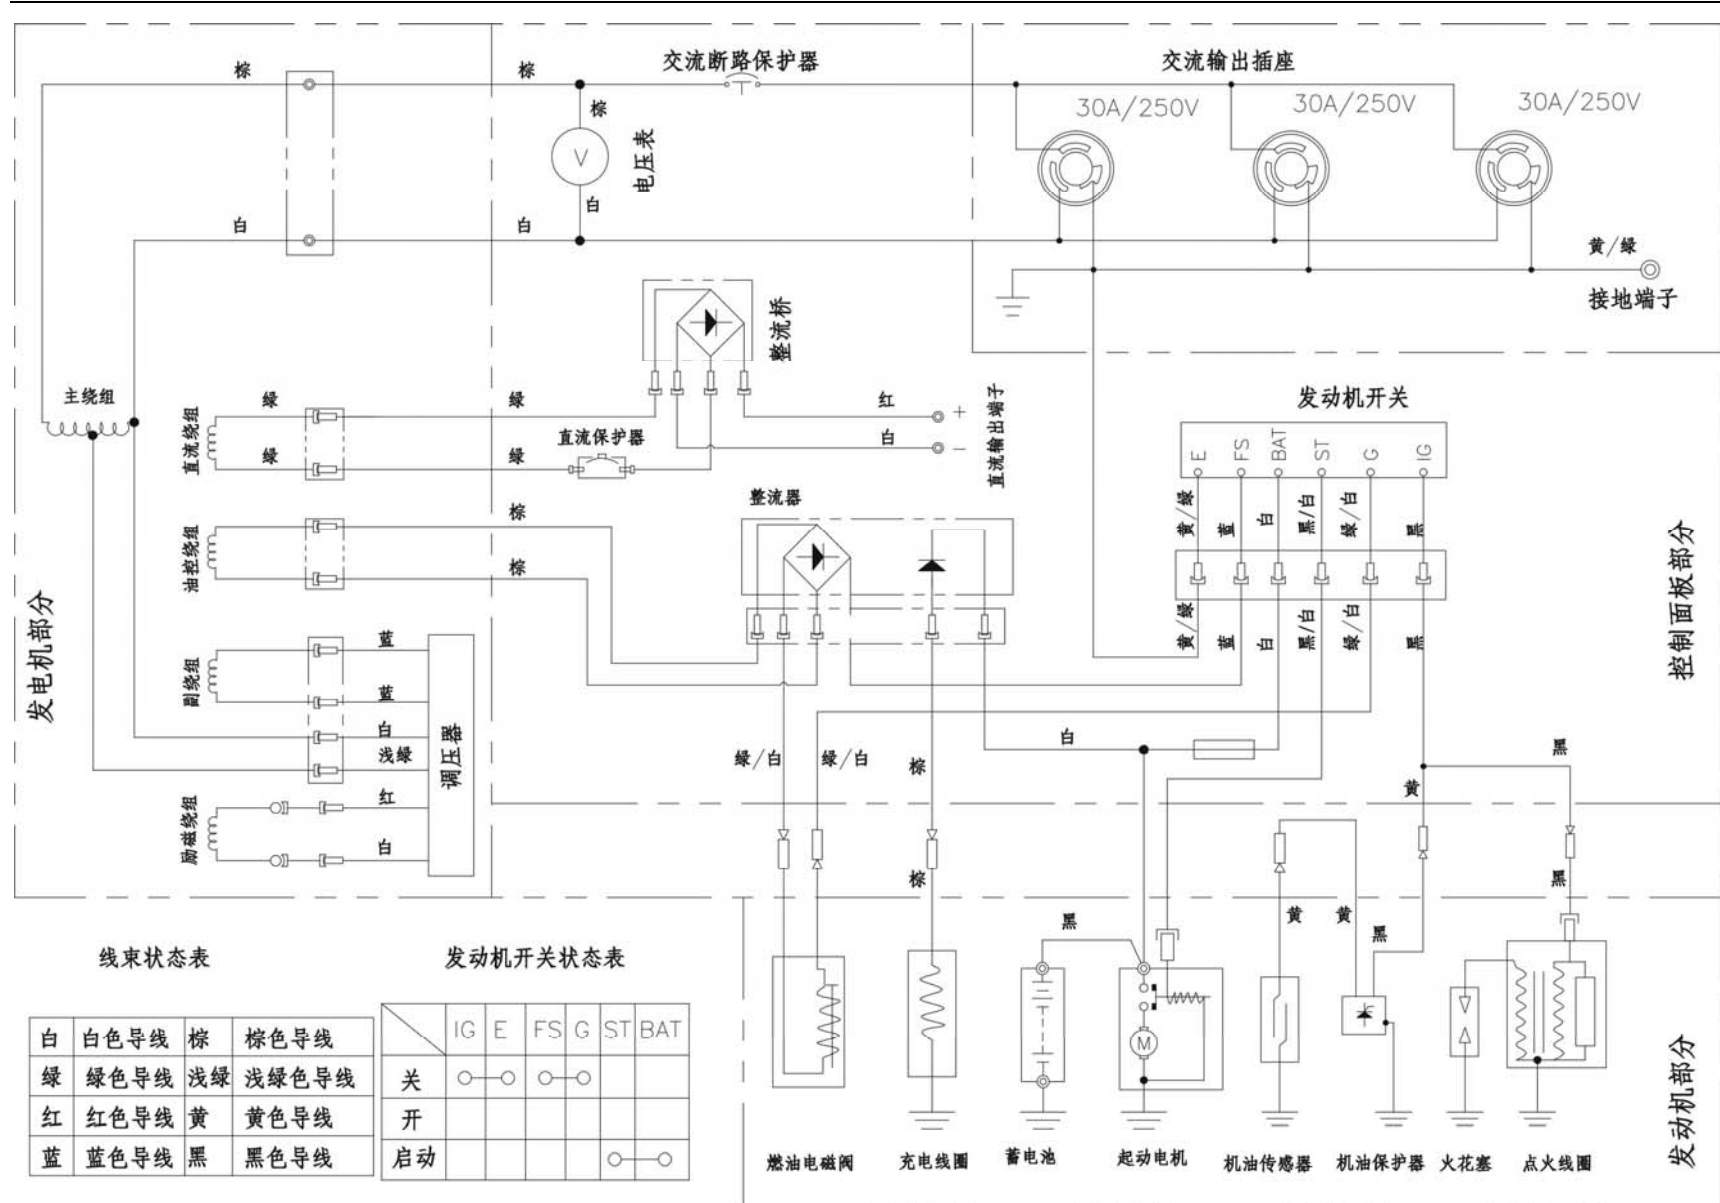 棕
棕
交流断路保护器
交流输出插座
30A/250V
30A/250V
30A/250V
棕
V
电压表
白
白
白
黄/绿
接地端子
整流桥
主绕组
直流绕组
绿
绿
绿
绿
直流保护器
红
白
+
−
直流输出端子
发动机开关
E
FS
BAT
ST
G
IG
黄/绿
蓝
白
黑/白
绿/白
黑
黄/绿
蓝
白
黑/白
绿/白
黑
整流器
油控绕组
棕
棕
发电机部分
控制面板部分
副绕组
蓝
蓝
白
浅绿
调压器
励磁绕组
红
白
绿/白
绿/白
棕
白
黄
黑
棕
黑
黄
黄
黑
黑
M
燃油电磁阀
充电线圈
蓄电池
起动电机
机油传感器
机油保护器
火花塞
点火线圈
发动机部分
线束状态表
白 白色导线 棕 棕色导线
绿 绿色导线 浅绿 浅绿色导线
红 红色导线 黄 黄色导线
蓝 蓝色导线 黑 黑色导线
发动机开关状态表
IG E FS G ST BAT
关
开
启动